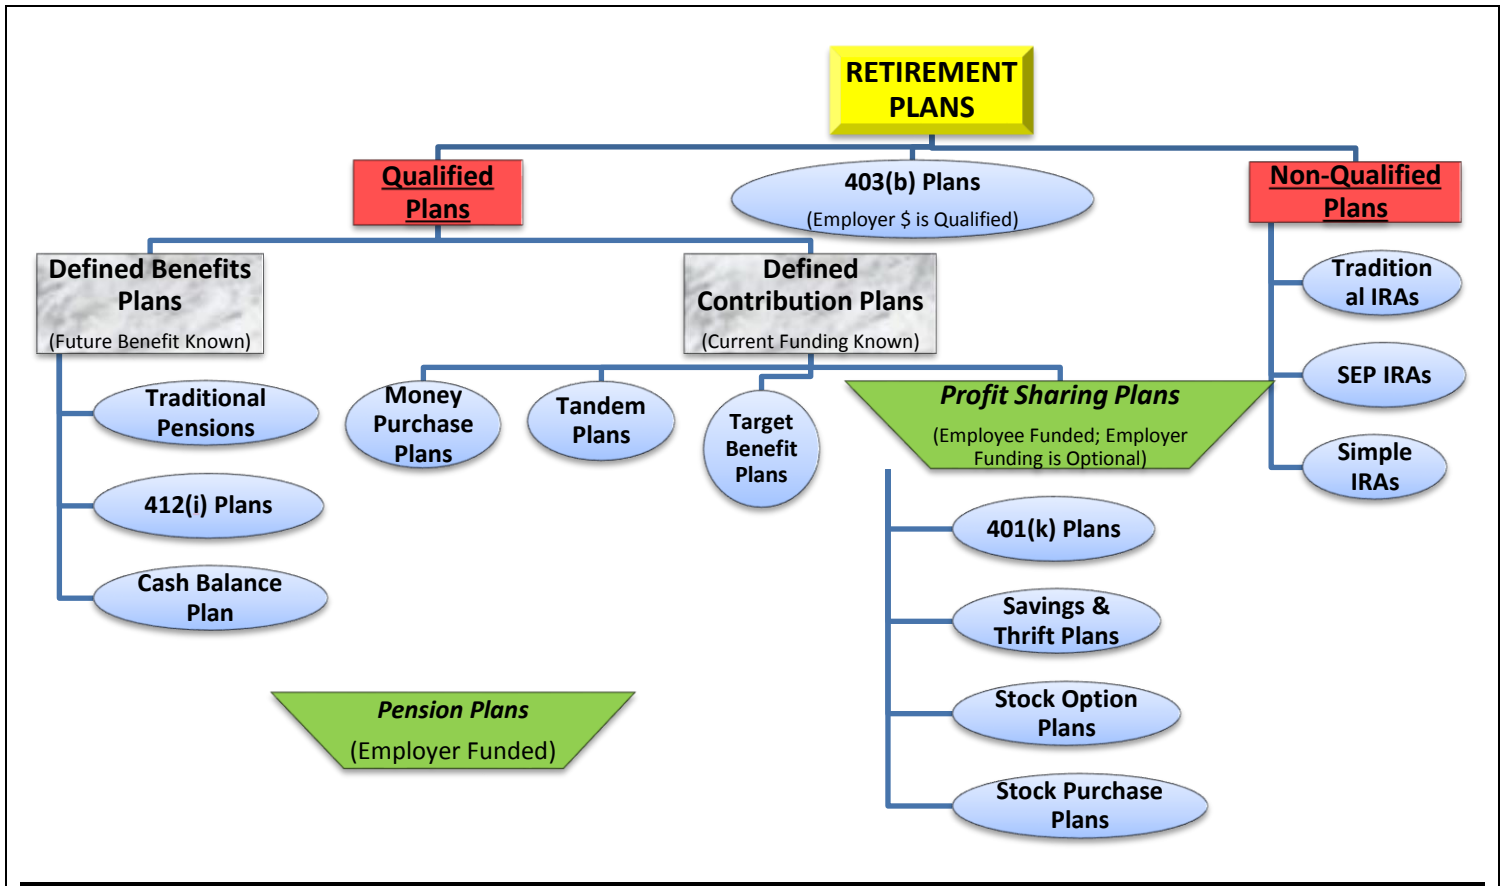 RETIREMENT
PLANS
Qualified
Plans
403(b) Plans
(Employer $ is Qualified)
Non-Qualified
Plans
Defined Benefits
Plans
(Future Benefit Known)
Defined
Contribution Plans
(Current Funding Known)
Tradition
al IRAs
SEP IRAs
Simple
IRAs
Traditional
Pensions
412(i) Plans
Cash Balance
Plan
Money
Purchase
Plans
Tandem
Plans
Target
Benefit
Plans
Profit Sharing Plans
(Employee Funded; Employer
Funding is Optional)
401(k) Plans
Savings &
Thrift Plans
Stock Option
Plans
Stock Purchase
Plans
Pension Plans
(Employer Funded)